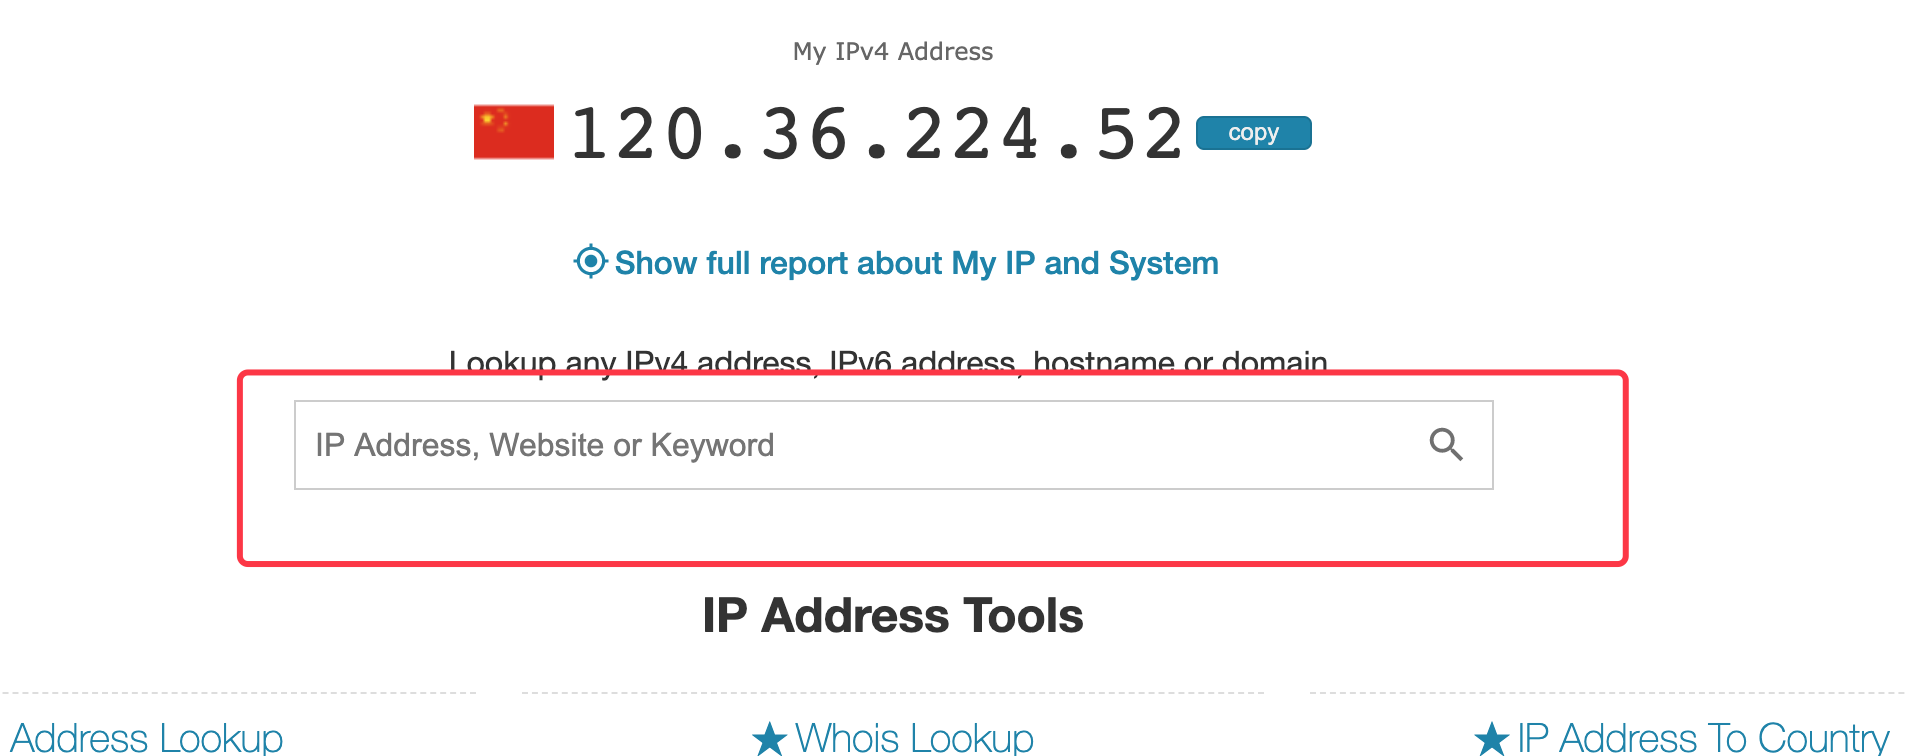 My IPv4 Address
120.36.224.52 copy
Show full report about My IP and System
Lookup any IPv4 address, IPv6 address, hostname or domain
IP Address, Website or Keyword
IP Address Tools
Address Lookup
Whois Lookup
IP Address To Country